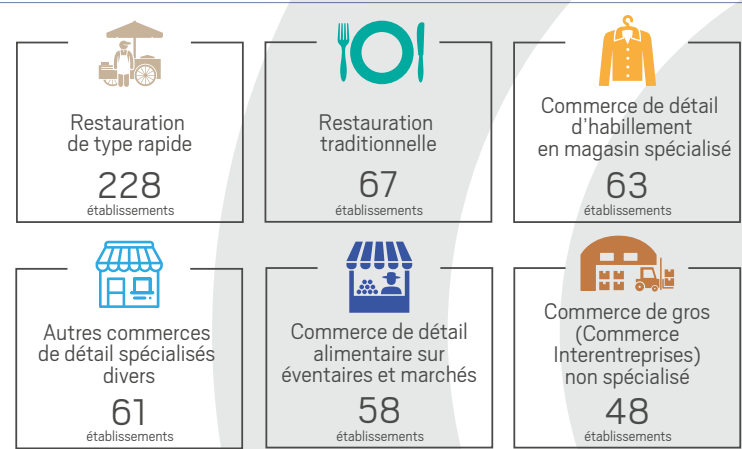 Restauration
de type rapide
228
établissements
Restauration
traditionnelle
67
établissements
Commerce de détail
d'habillement
en magasin spécialisé
63
établissements
Autres commerces
de détail spécialisés
divers
61
établissements
Commerce de détail
alimentaire sur
éventaires et marchés
58
établissements
Commerce de gros
(Commerce
Interentreprises)
non spécialisé
48
établissements